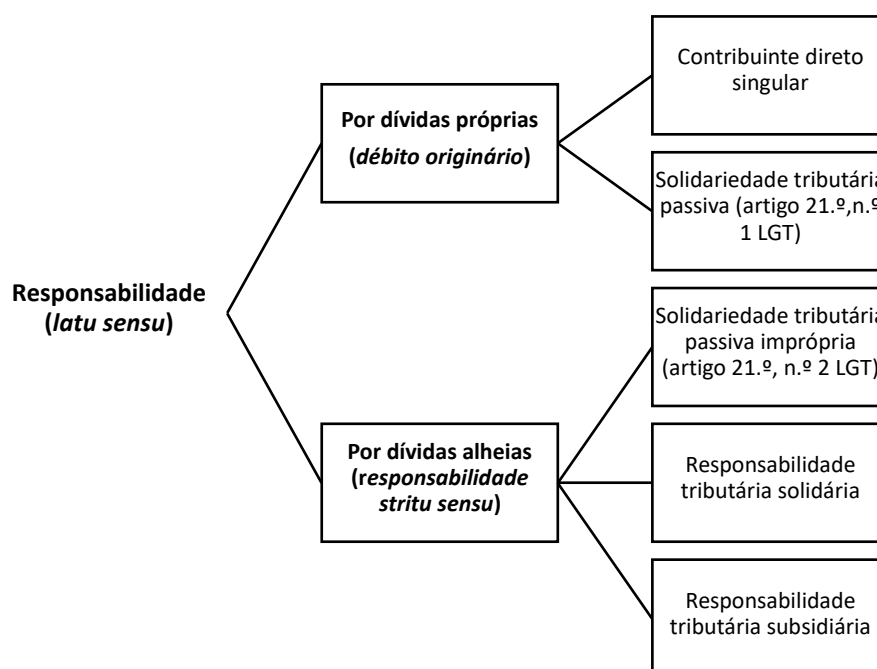 Responsabilidade
(latu sensu)
Por dívidas próprias
(débito originário)
Contribuinte direto
singular
Solidariedade tributária
passiva (artigo 21.º,n.º
1 LGT)
Por dívidas alheias
(responsabilidade
stritu sensu)
Solidariedade tributária
passiva imprópria
(artigo 21.º, n.º 2 LGT)
Responsabilidade
tributária solidária
Responsabilidade
tributária subsidiária